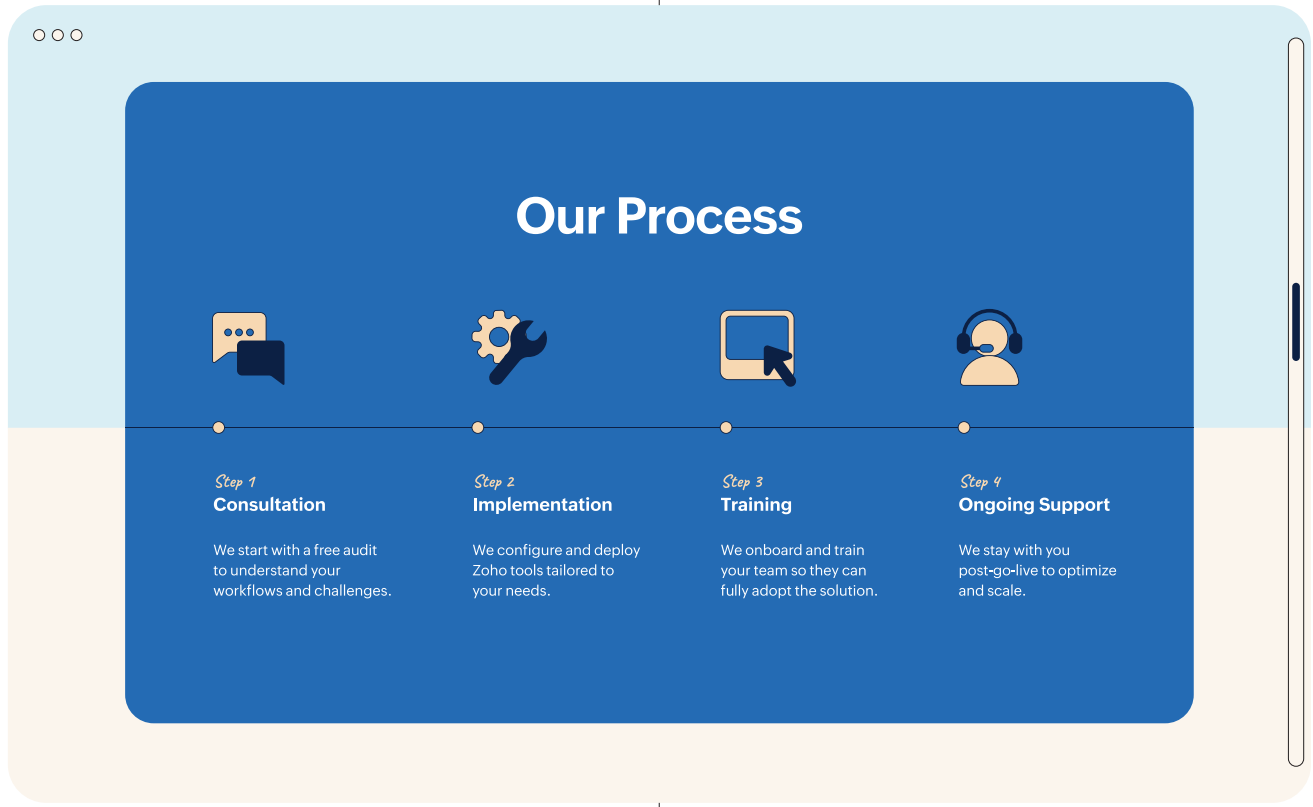 Our Process
Step 1
Consultation
We start with a free audit
to understand your
workflows and challenges.
Step 2
Implementation
We configure and deploy
Zoho tools tailored to
your needs.
Step 3
Training
We onboard and train
your team so they can
fully adopt the solution.
Step 4
Ongoing Support
We stay with you
post-go-live to optimize
and scale.